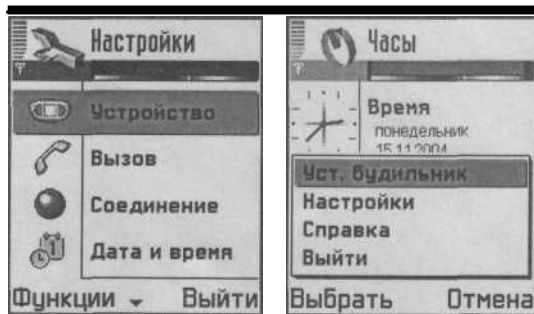 Настройки
Устройство
Вызов
Соединение
Дата и время
Функции Выйти
Часы
Время
понедельник
15.11.2004
Уст. будильник
Настройки
Справка
Выйти
Выбрать Отмена